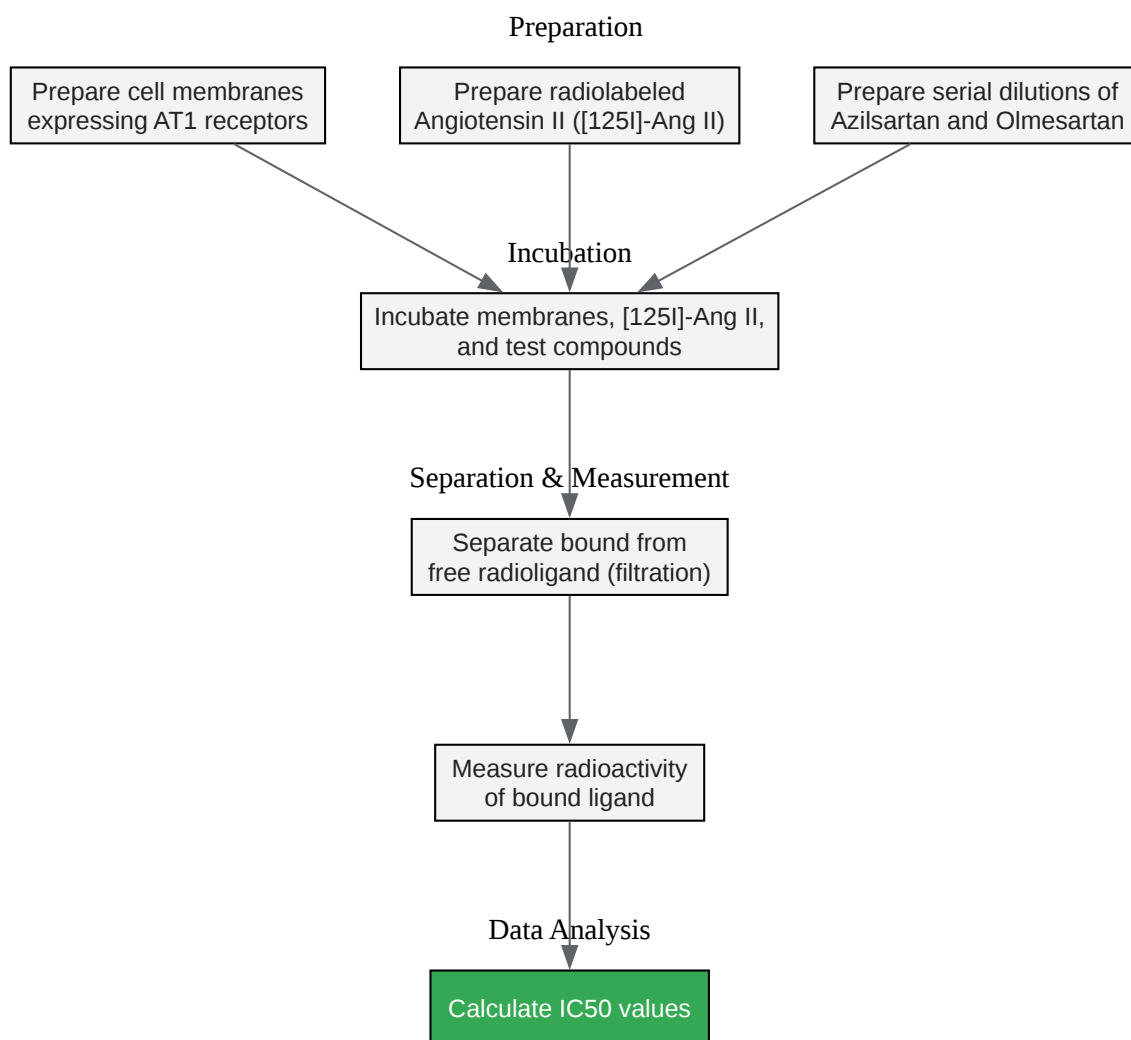 Preparation
Prepare cell membranes
expressing AT1 receptors
Prepare radiolabeled
Angiotensin II ([125I]-Ang II)
Prepare serial dilutions of
Azilsartan and Olmesartan
Incubation
Incubate membranes, [125I]-Ang II,
and test compounds
Separation & Measurement
Separate bound from
free radioligand (filtration)
Measure radioactivity
of bound ligand
Data Analysis
Calculate IC50 values